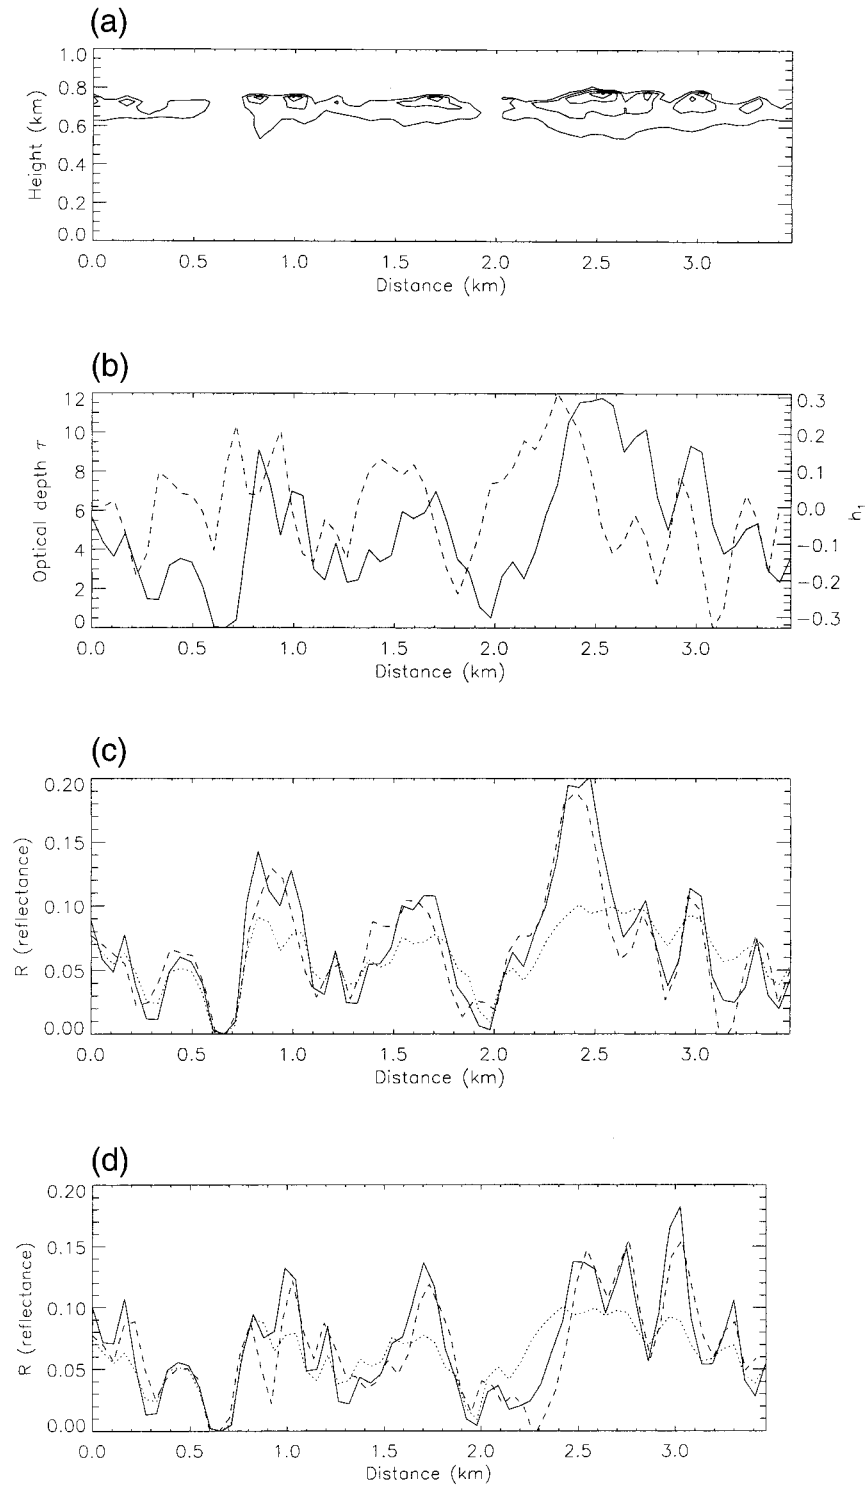 (a)
1.0
0.8
0.6
0.4
0.2
0.0
Height (km)
0.0 0.5 1.0 1.5 2.0 2.5 3.0
Distance (km)
(b)
12
10
8
6
4
2
0
Optical depth τ
0.3
0.2
0.1
0.0
−0.1
−0.2
−0.3
h₁
0.0 0.5 1.0 1.5 2.0 2.5 3.0
Distance (km)
(c)
0.20
0.15
0.10
0.05
0.00
R (reflectance)
0.0 0.5 1.0 1.5 2.0 2.5 3.0
Distance (km)
(d)
0.20
0.15
0.10
0.05
0.00
R (reflectance)
0.0 0.5 1.0 1.5 2.0 2.5 3.0
Distance (km)